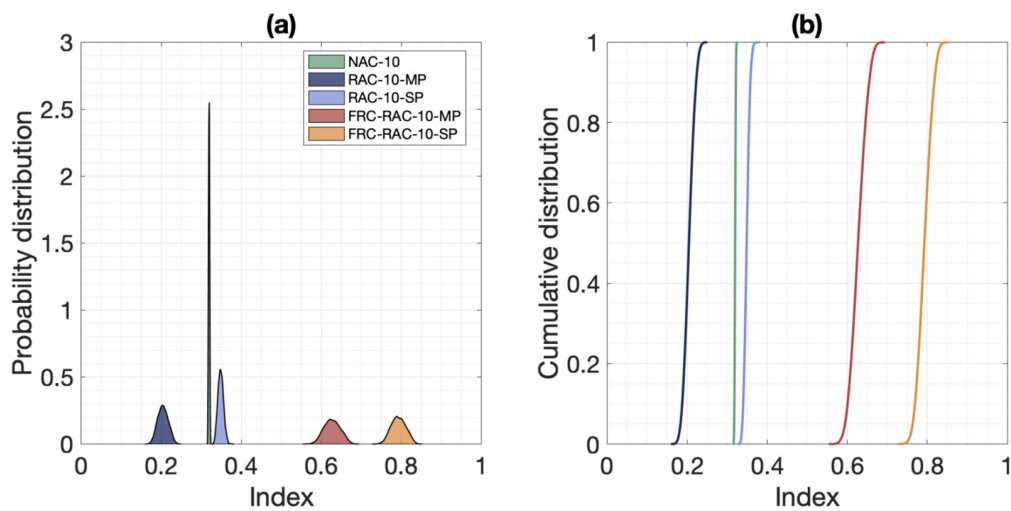 (a)
3
2.5
2
1.5
1
0.5
0
Probability distribution
NAC-10
RAC-10-MP
RAC-10-SP
FRC-RAC-10-MP
FRC-RAC-10-SP
0 0.2 0.4 0.6 0.8 1
Index
(b)
1
0.8
0.6
0.4
0.2
0
Cumulative distribution
0 0.2 0.4 0.6 0.8 1
Index